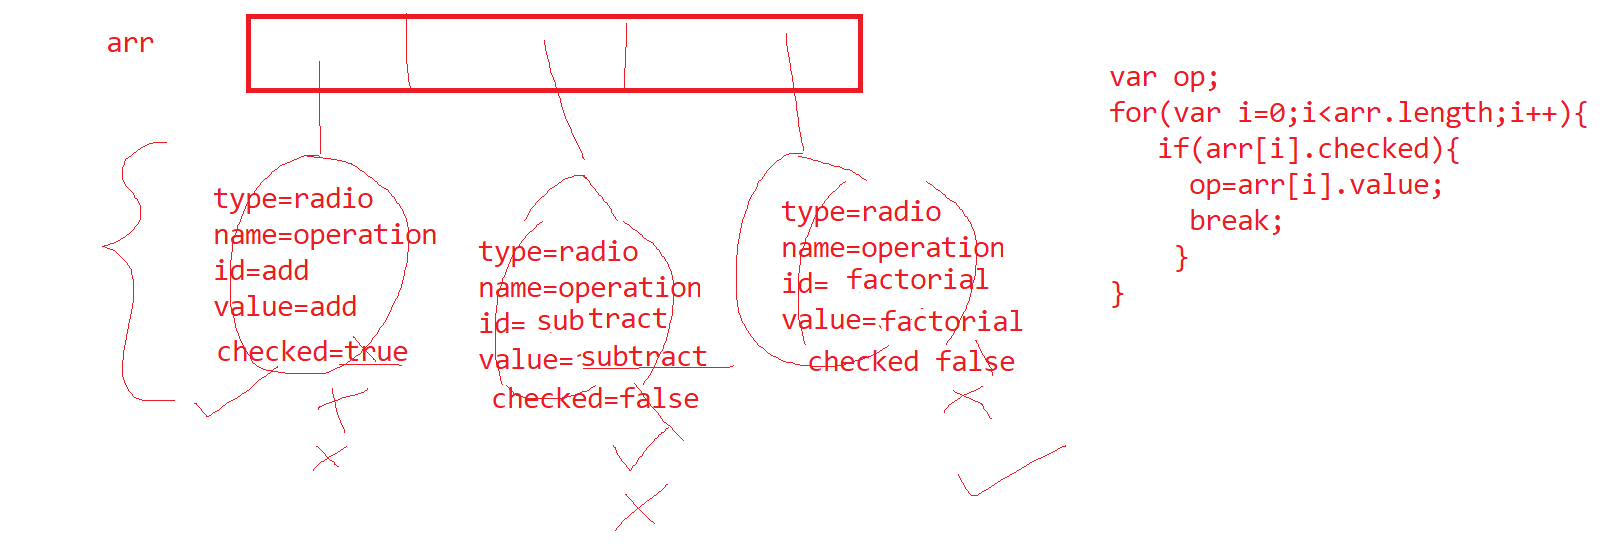 arr
type=radio
name=operation
id=add
value=add
checked=true
type=radio
name=operation
id= subtract
value= subtract
checked=false
type=radio
name=operation
id= factorial
value=factorial
checked false
var op;
for(var i=0;i<arr.length;i++){
if(arr[i].checked){
op=arr[i].value;
break;
}
}